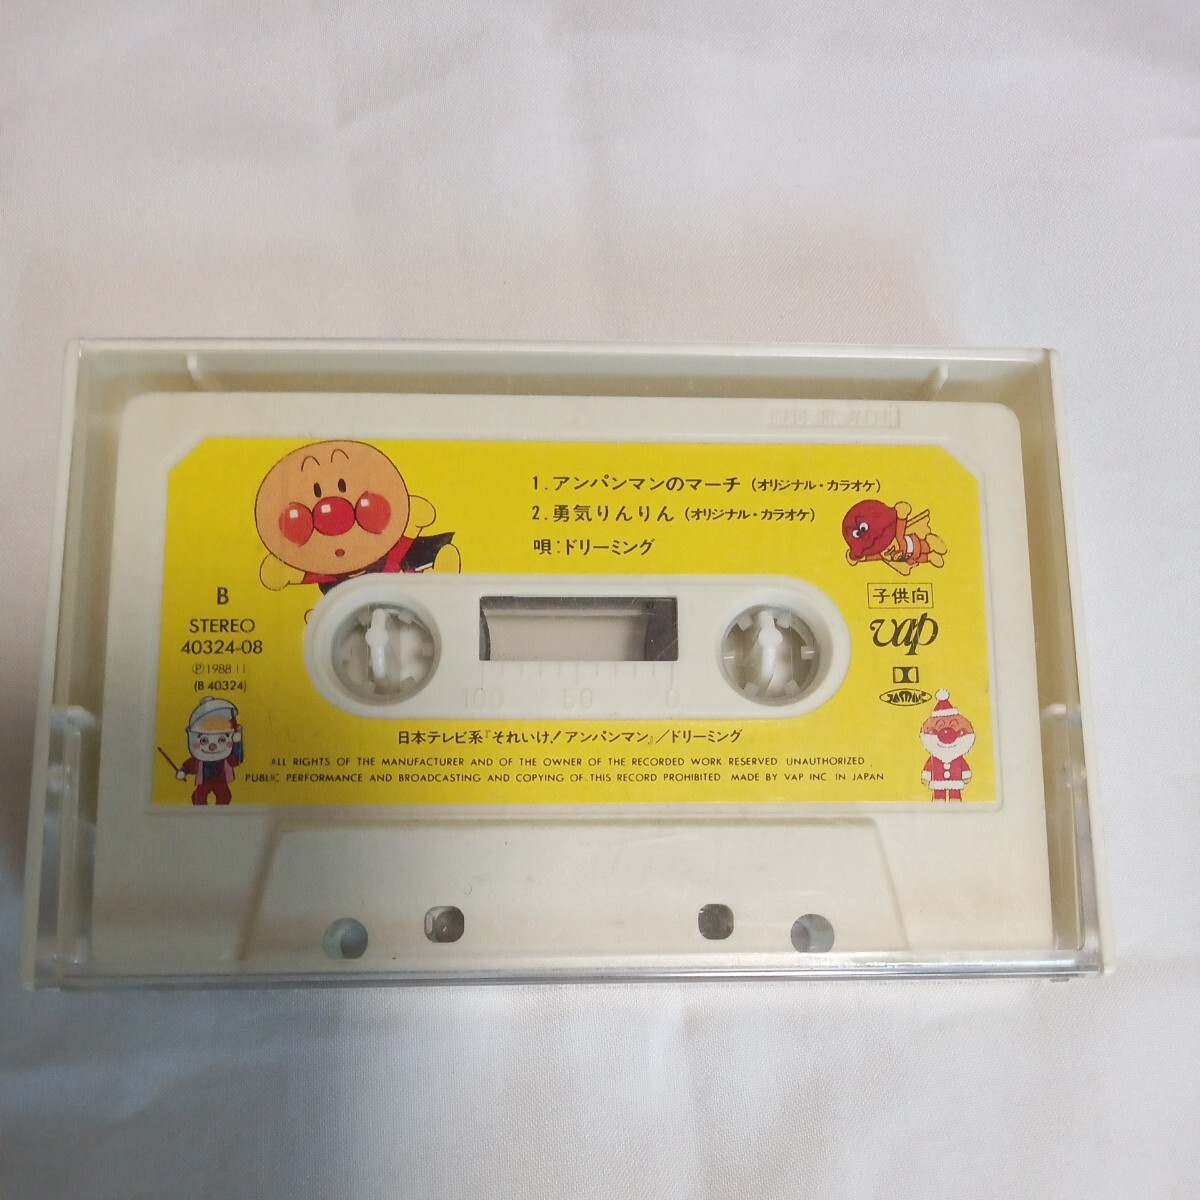 MADE IN JAPAN
1. アンパンマンのマーチ (オリジナル・カラオケ)
2. 勇気りんりん (オリジナル・カラオケ)
唄:ドリーミング
B
STEREO
40324-08
Ⓟ1988 11
(B 40324)
子供向
vap
100 50 0
日本テレビ系『それいけ!アンパンマン』/ドリーミング
ALL RIGHTS OF THE MANUFACTURER AND OF THE OWNER OF THE RECORDED WORK RESERVED UNAUTHORIZED
PUBLIC PERFORMANCE AND BROADCASTING AND COPYING OF THIS RECORD PROHIBITED MADE BY VAP INC IN JAPAN